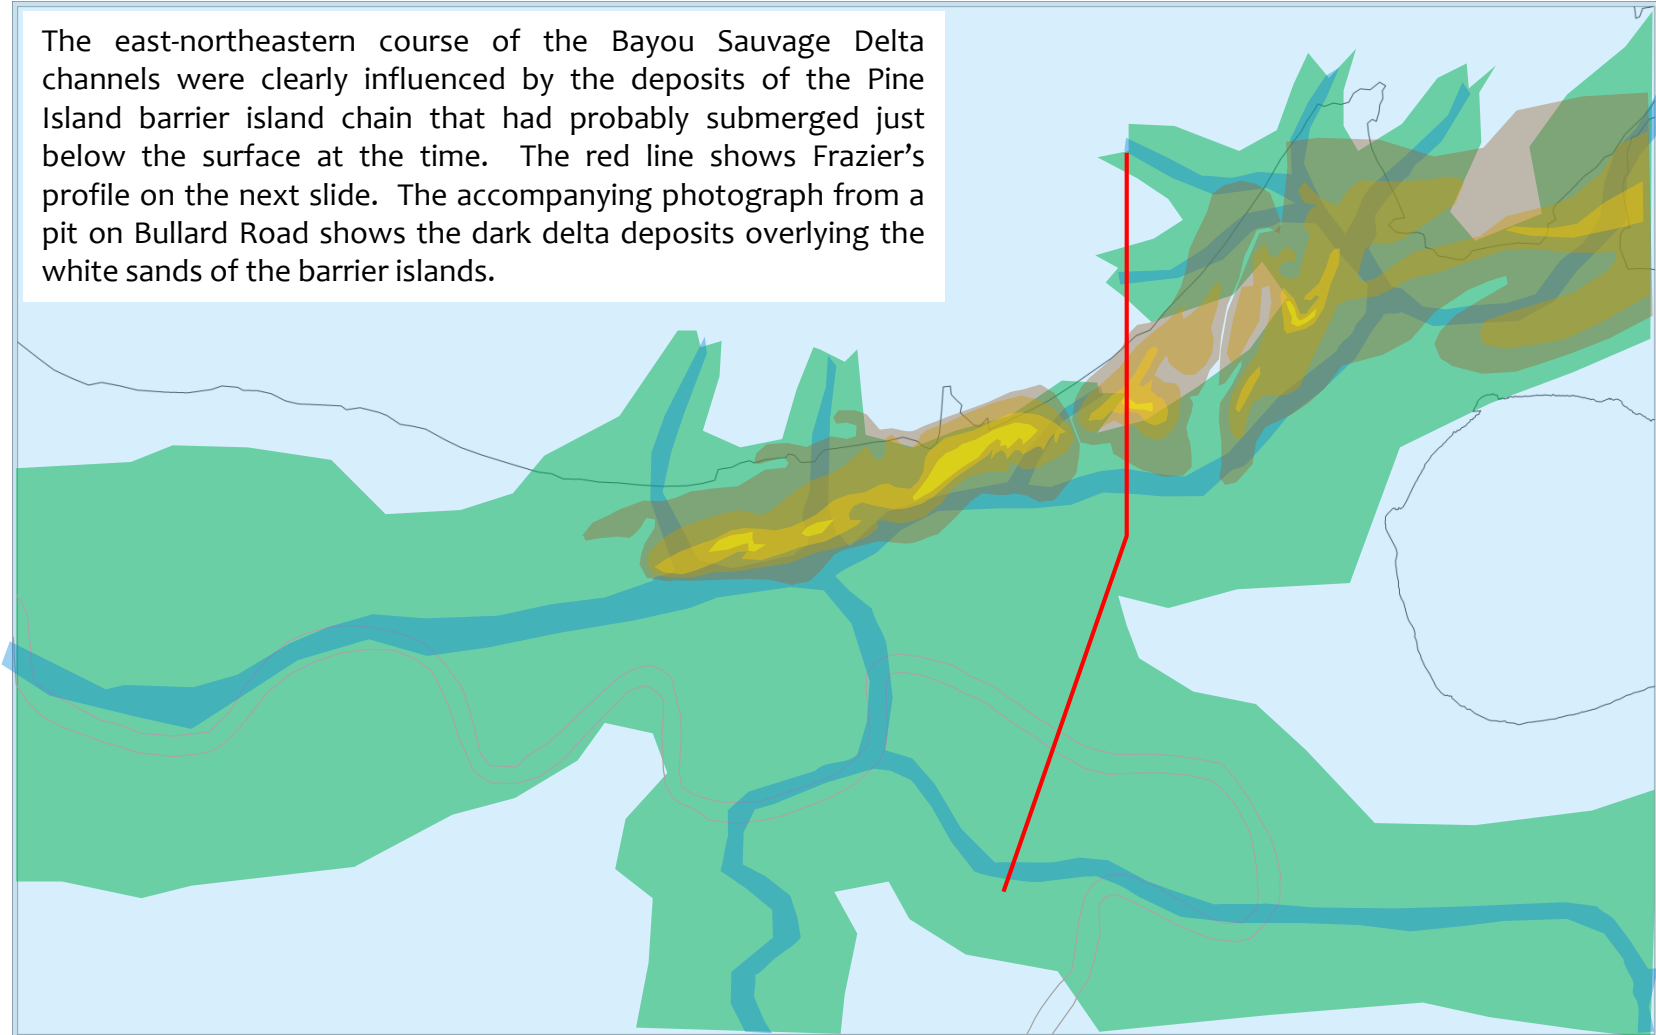 The east-northeastern course of the Bayou Sauvage Delta
channels were clearly influenced by the deposits of the Pine
Island barrier island chain that had probably submerged just
below the surface at the time. The red line shows Frazier’s
profile on the next slide. The accompanying photograph from a
pit on Bullard Road shows the dark delta deposits overlying the
white sands of the barrier islands.